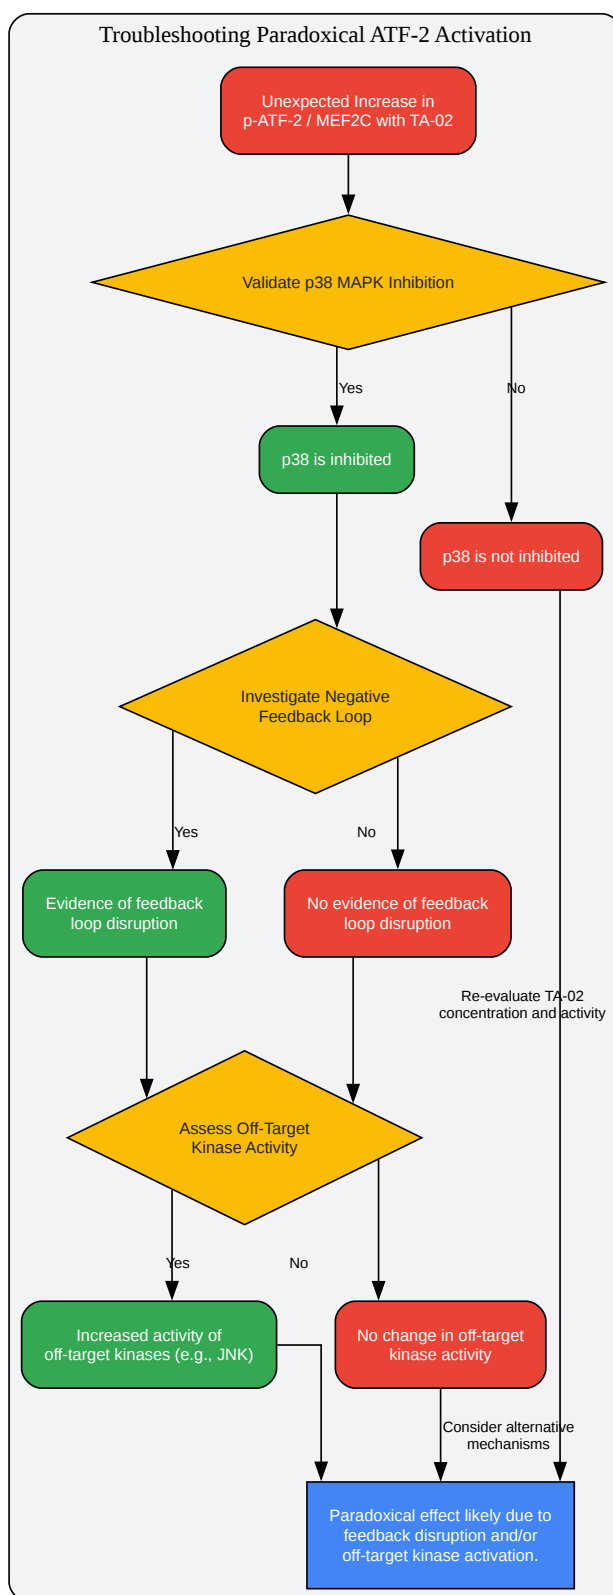 Troubleshooting Paradoxical ATF-2 Activation
Unexpected Increase in
p-ATF-2 / MEF2C with TA-02
Validate p38 MAPK Inhibition
Yes
No
p38 is inhibited
p38 is not inhibited
Investigate Negative
Feedback Loop
Yes
No
Evidence of feedback
loop disruption
No evidence of feedback
loop disruption
Re-evaluate TA-02
concentration and activity
Assess Off-Target
Kinase Activity
Yes
No
Increased activity of
off-target kinases (e.g., JNK)
No change in off-target
kinase activity
Consider alternative
mechanisms
Paradoxical effect likely due to
feedback disruption and/or
off-target kinase activation.